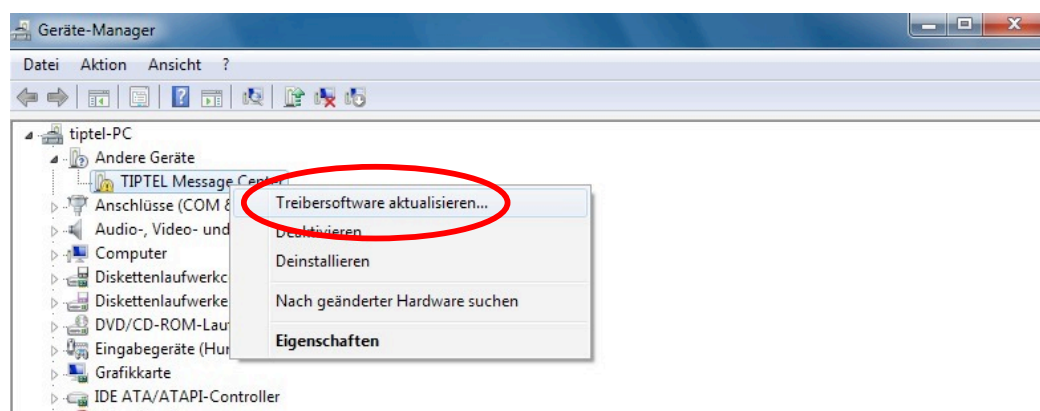 Geräte-Manager
Datei Aktion Ansicht ?
tiptel-PC
Andere Geräte
TIPTEL Message Center
Anschlüsse (COM &
Audio-, Video- und
Computer
Diskettenlaufwerkc
Diskettenlaufwerke
DVD/CD-ROM-Lau
Eingabegeräte (Hur
Grafikkarte
IDE ATA/ATAPI-Controller
Treibersoftware aktualisieren...
Deaktivieren
Deinstallieren
Nach geänderter Hardware suchen
Eigenschaften